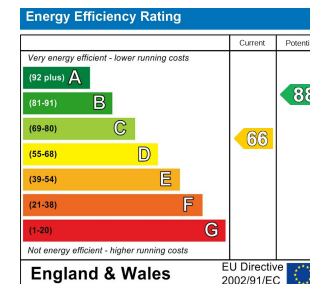 Energy Efficiency Rating
Current
Potenti
Very energy efficient - lower running costs
(92 plus) A
(81-91) B
88
(69-80) C
66
(55-68) D
(39-54) E
(21-38) F
(1-20) G
Not energy efficient - higher running costs
England & Wales
EU Directive
2002/91/EC